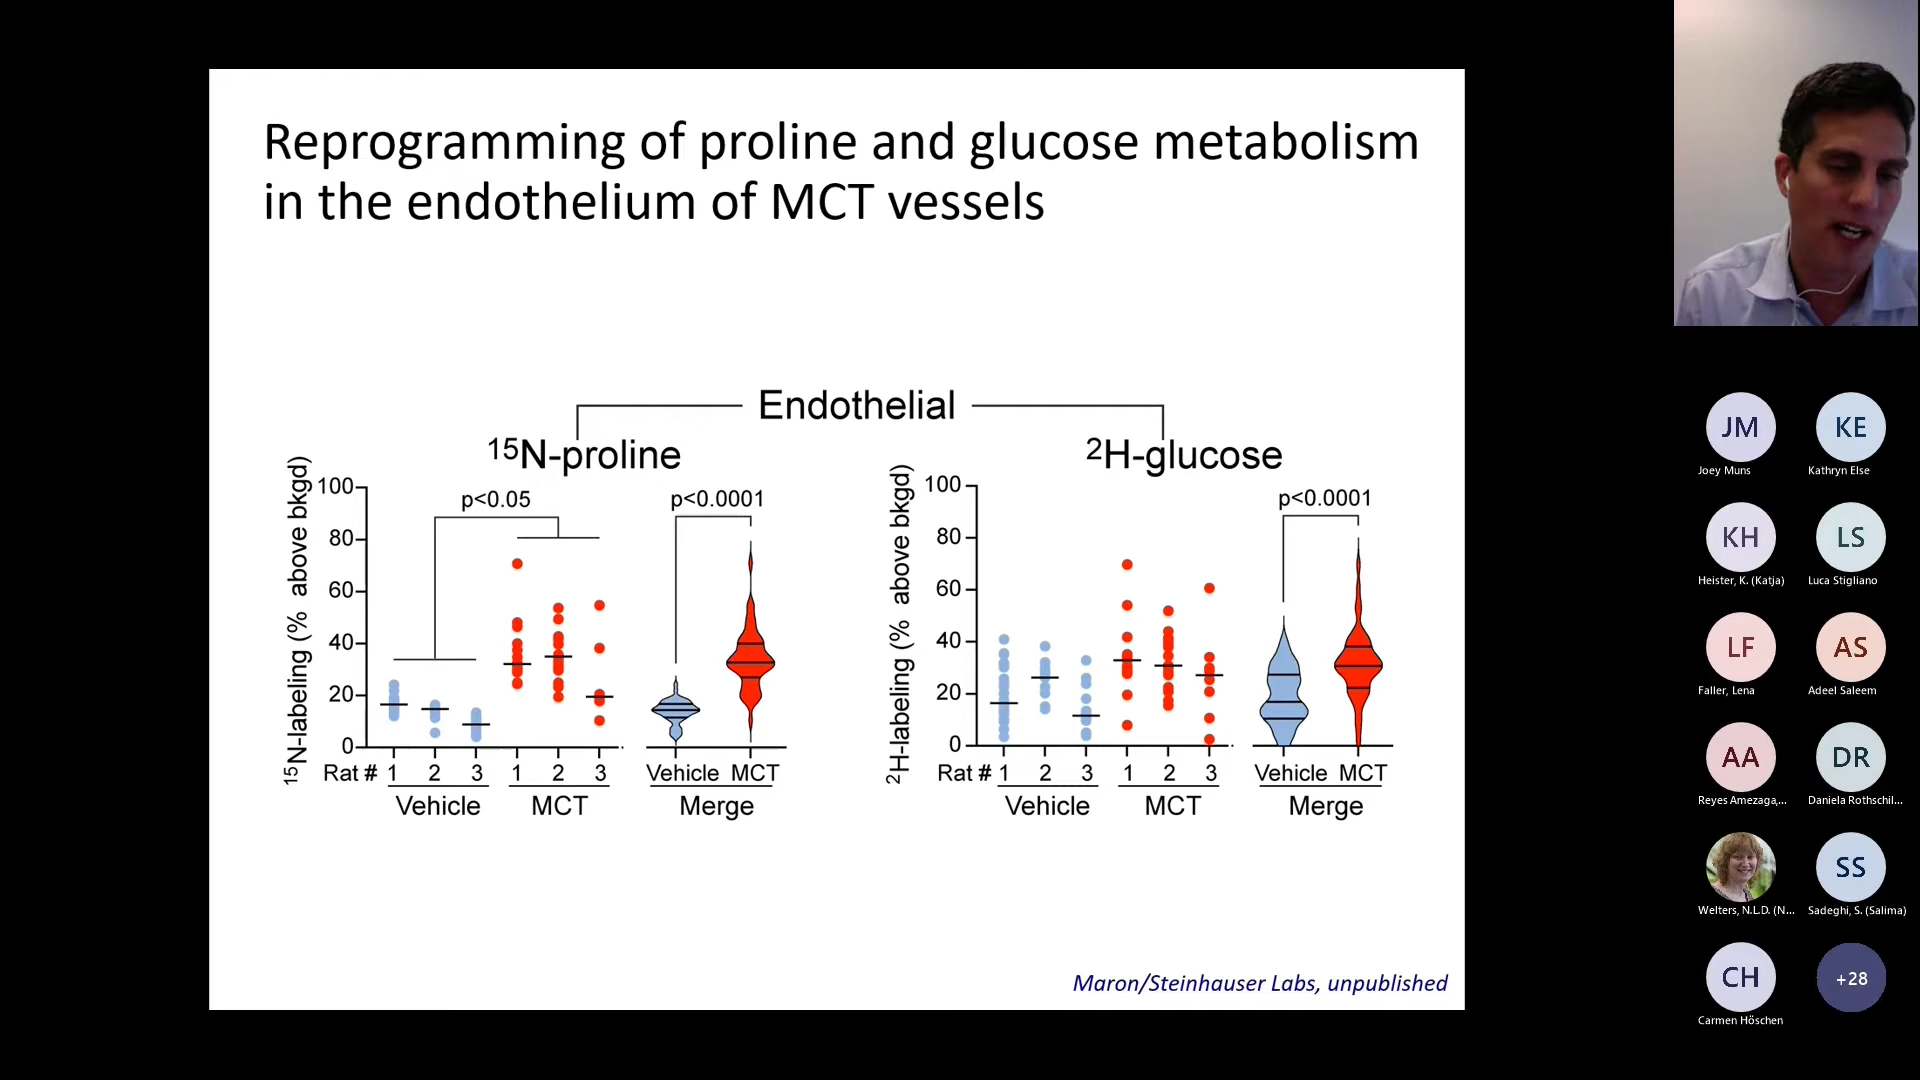 Reprogramming of proline and glucose metabolism
in the endothelium of MCT vessels
Endothelial
15N-proline
15N-labeling (% above bkgd)
100
80
60
40
20
0
p<0.05
p<0.0001
Rat # 1 2 3 1 2 3
Vehicle MCT
Vehicle MCT
Merge
2H-glucose
2H-labeling (% above bkgd)
100
80
60
40
20
0
p<0.0001
Rat # 1 2 3 1 2 3
Vehicle MCT
Vehicle MCT
Merge
Maron/Steinhauser Labs, unpublished
JM
Joey Muns
KE
Kathryn Else
KH
Heister, K. (Katja)
LS
Luca Stigliano
LF
Faller, Lena
AS
Adeel Saleem
AA
Reyes Amezaga,...
DR
Daniela Rothschil...
Welters, N.L.D. (N...
SS
Sadeghi, S. (Salima)
CH
Carmen Höschen
+28